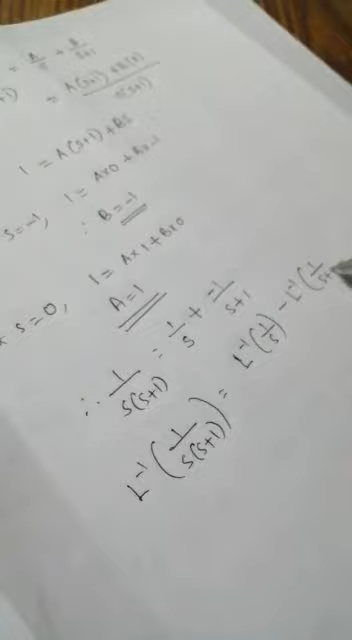 = A/S + B/S+1
= A(S+1) + B(S) / S(S+1)
1 = A(S+1) + BS
S=-1, 1 = A×0 + B×-1
∴ B = -1
S=0, 1 = A×1 + B×0
A = 1
∴ 1/S(S+1) = 1/S + -1/S+1
L⁻¹(1/S(S+1)) = L⁻¹(1/S) - L⁻¹(1/S+